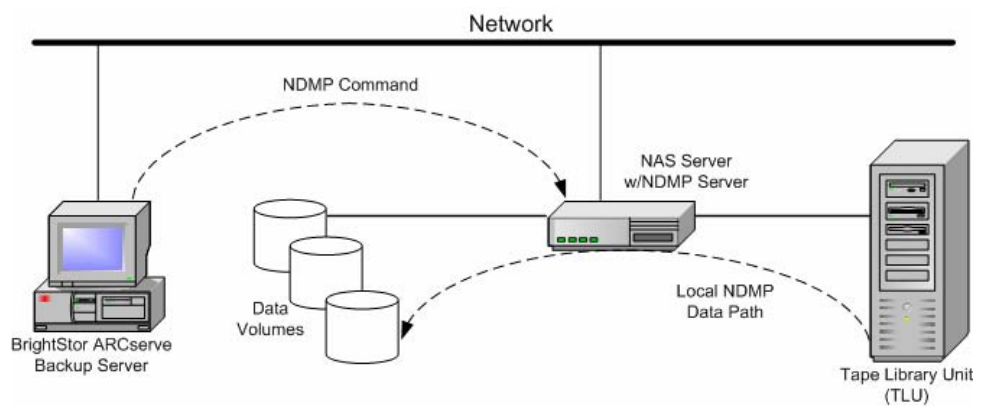 Network
NDMP Command
NAS Server
w/NDMP Server
Data
Volumes
Local NDMP
Data Path
BrightStor ARCserve
Backup Server
Tape Library Unit
(TLU)